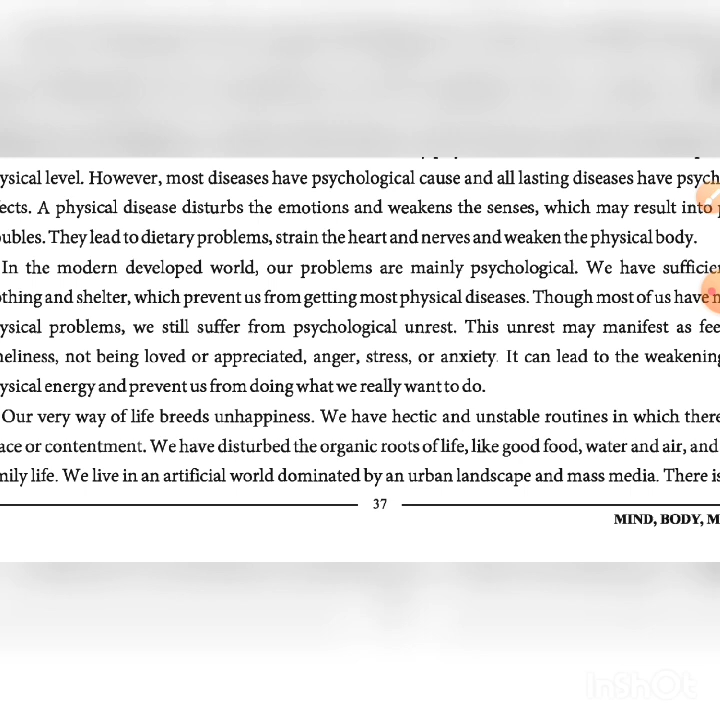 ysical level. However, most diseases have psychological cause and all lasting diseases have psych
ects. A physical disease disturbs the emotions and weakens the senses, which may result into p
oubles. They lead to dietary problems, strain the heart and nerves and weaken the physical body.
In the modern developed world, our problems are mainly psychological. We have sufficien
othing and shelter, which prevent us from getting most physical diseases. Though most of us have n
ysical problems, we still suffer from psychological unrest. This unrest may manifest as fee
neliness, not being loved or appreciated, anger, stress, or anxiety. It can lead to the weakening
ysical energy and prevent us from doing what we really want to do.
Our very way of life breeds unhappiness. We have hectic and unstable routines in which there
ace or contentment. We have disturbed the organic roots of life, like good food, water and air, and
mily life. We live in an artificial world dominated by an urban landscape and mass media. There is
37
MIND, BODY, M
InShOt